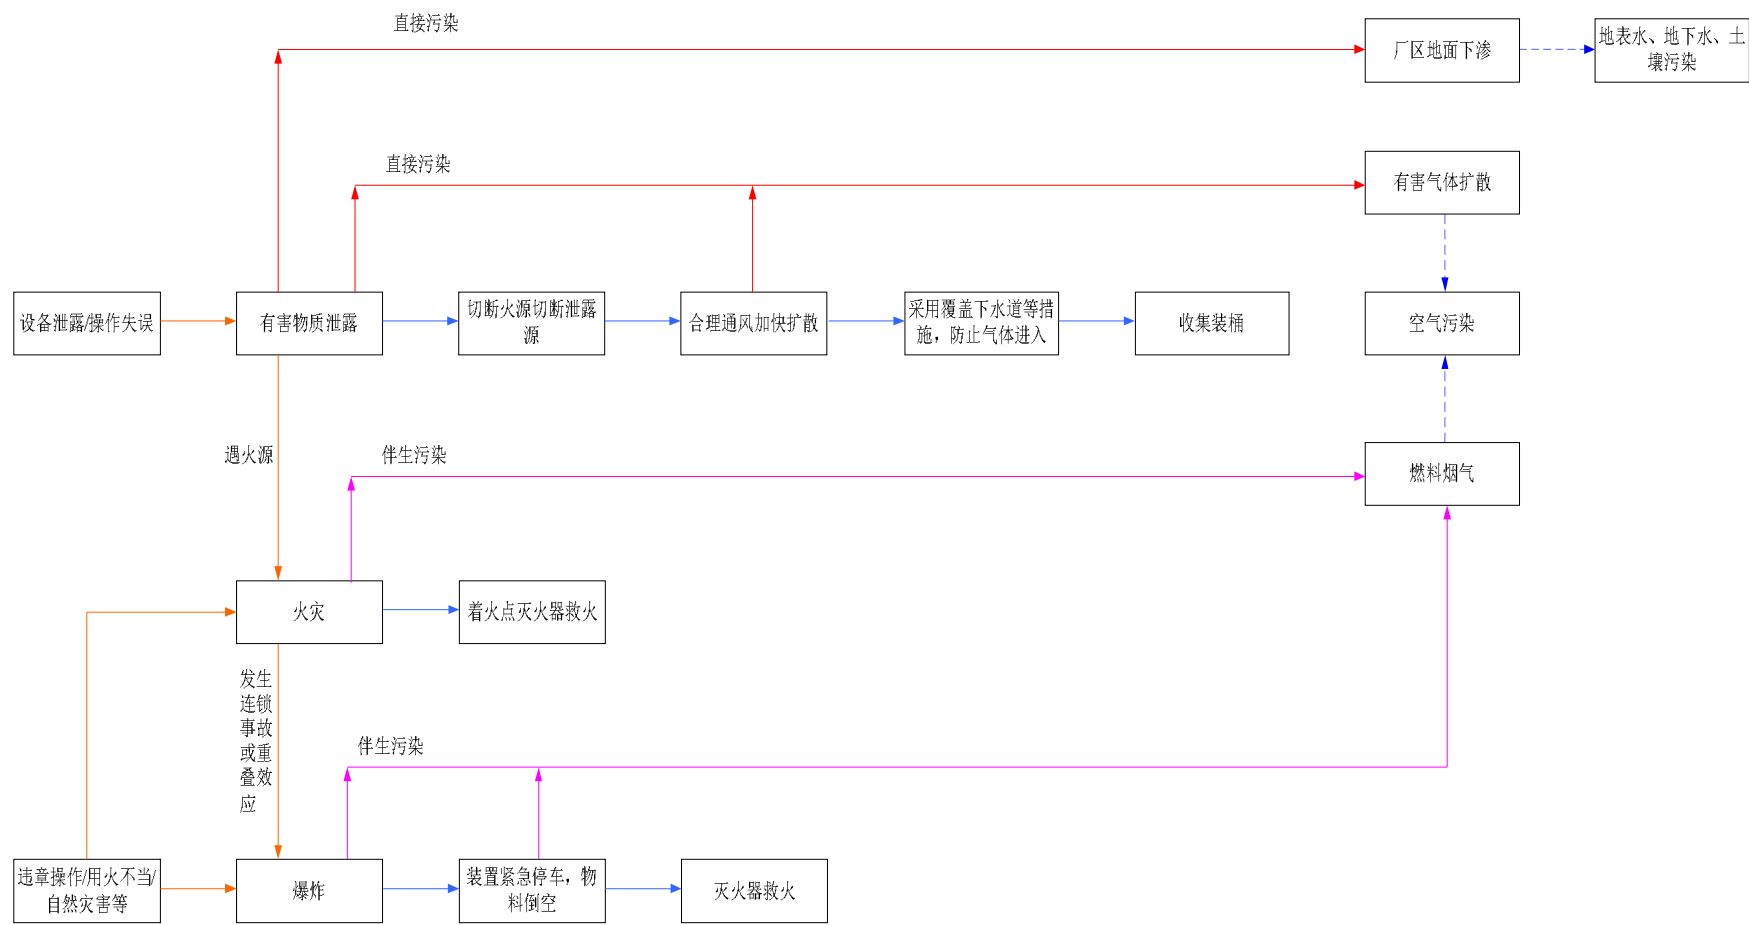 直接污染
厂区地面下渗
地表水、地下水、土
壤污染
直接污染
有害气体扩散
设备泄露/操作失误
有害物质泄露
切断火源切断泄露
源
合理通风加快扩散
采用覆盖下水道等措
施，防止气体进入
收集装桶
空气污染
遇火源
伴生污染
燃料烟气
火灾
着火点灭火器救火
发生
连锁
事故
或重
叠效
应
伴生污染
违章操作/用火不当/
自然灾害等
爆炸
装置紧急停车，物
料倒空
灭火器救火